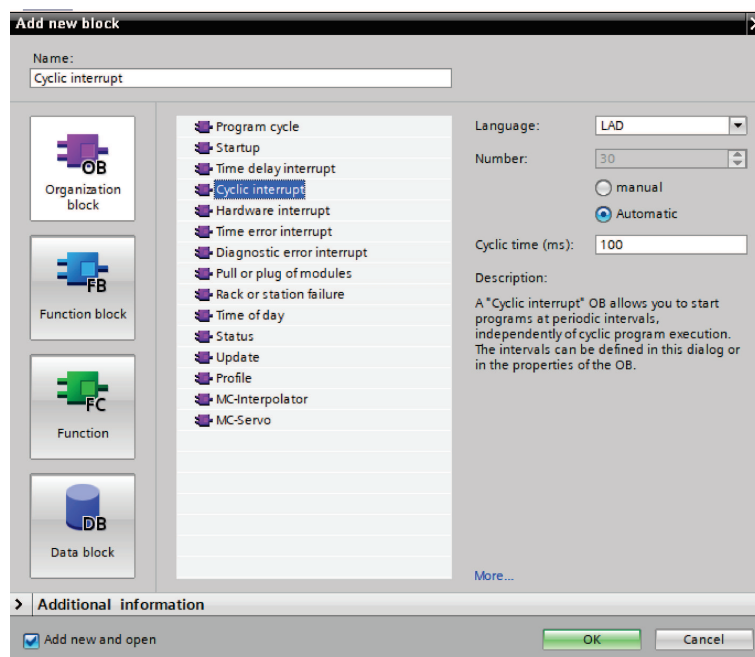 Add new block
Name:
Cyclic interrupt
OB
Organization
block
FB
Function block
FC
Function
DB
Data block
Program cycle
Startup
Time delay interrupt
Cyclic interrupt
Hardware interrupt
Time error interrupt
Diagnostic error interrupt
Pull or plug of modules
Rack or station failure
Time of day
Status
Update
Profile
MC-Interpolator
MC-Servo
Language: LAD
Number: 30
manual
Automatic
Cyclic time (ms): 100
Description:
A "Cyclic interrupt" OB allows you to start
programs at periodic intervals,
independently of cyclic program execution.
The intervals can be defined in this dialog or
in the properties of the OB.
More...
> Additional information
Add new and open
OK Cancel